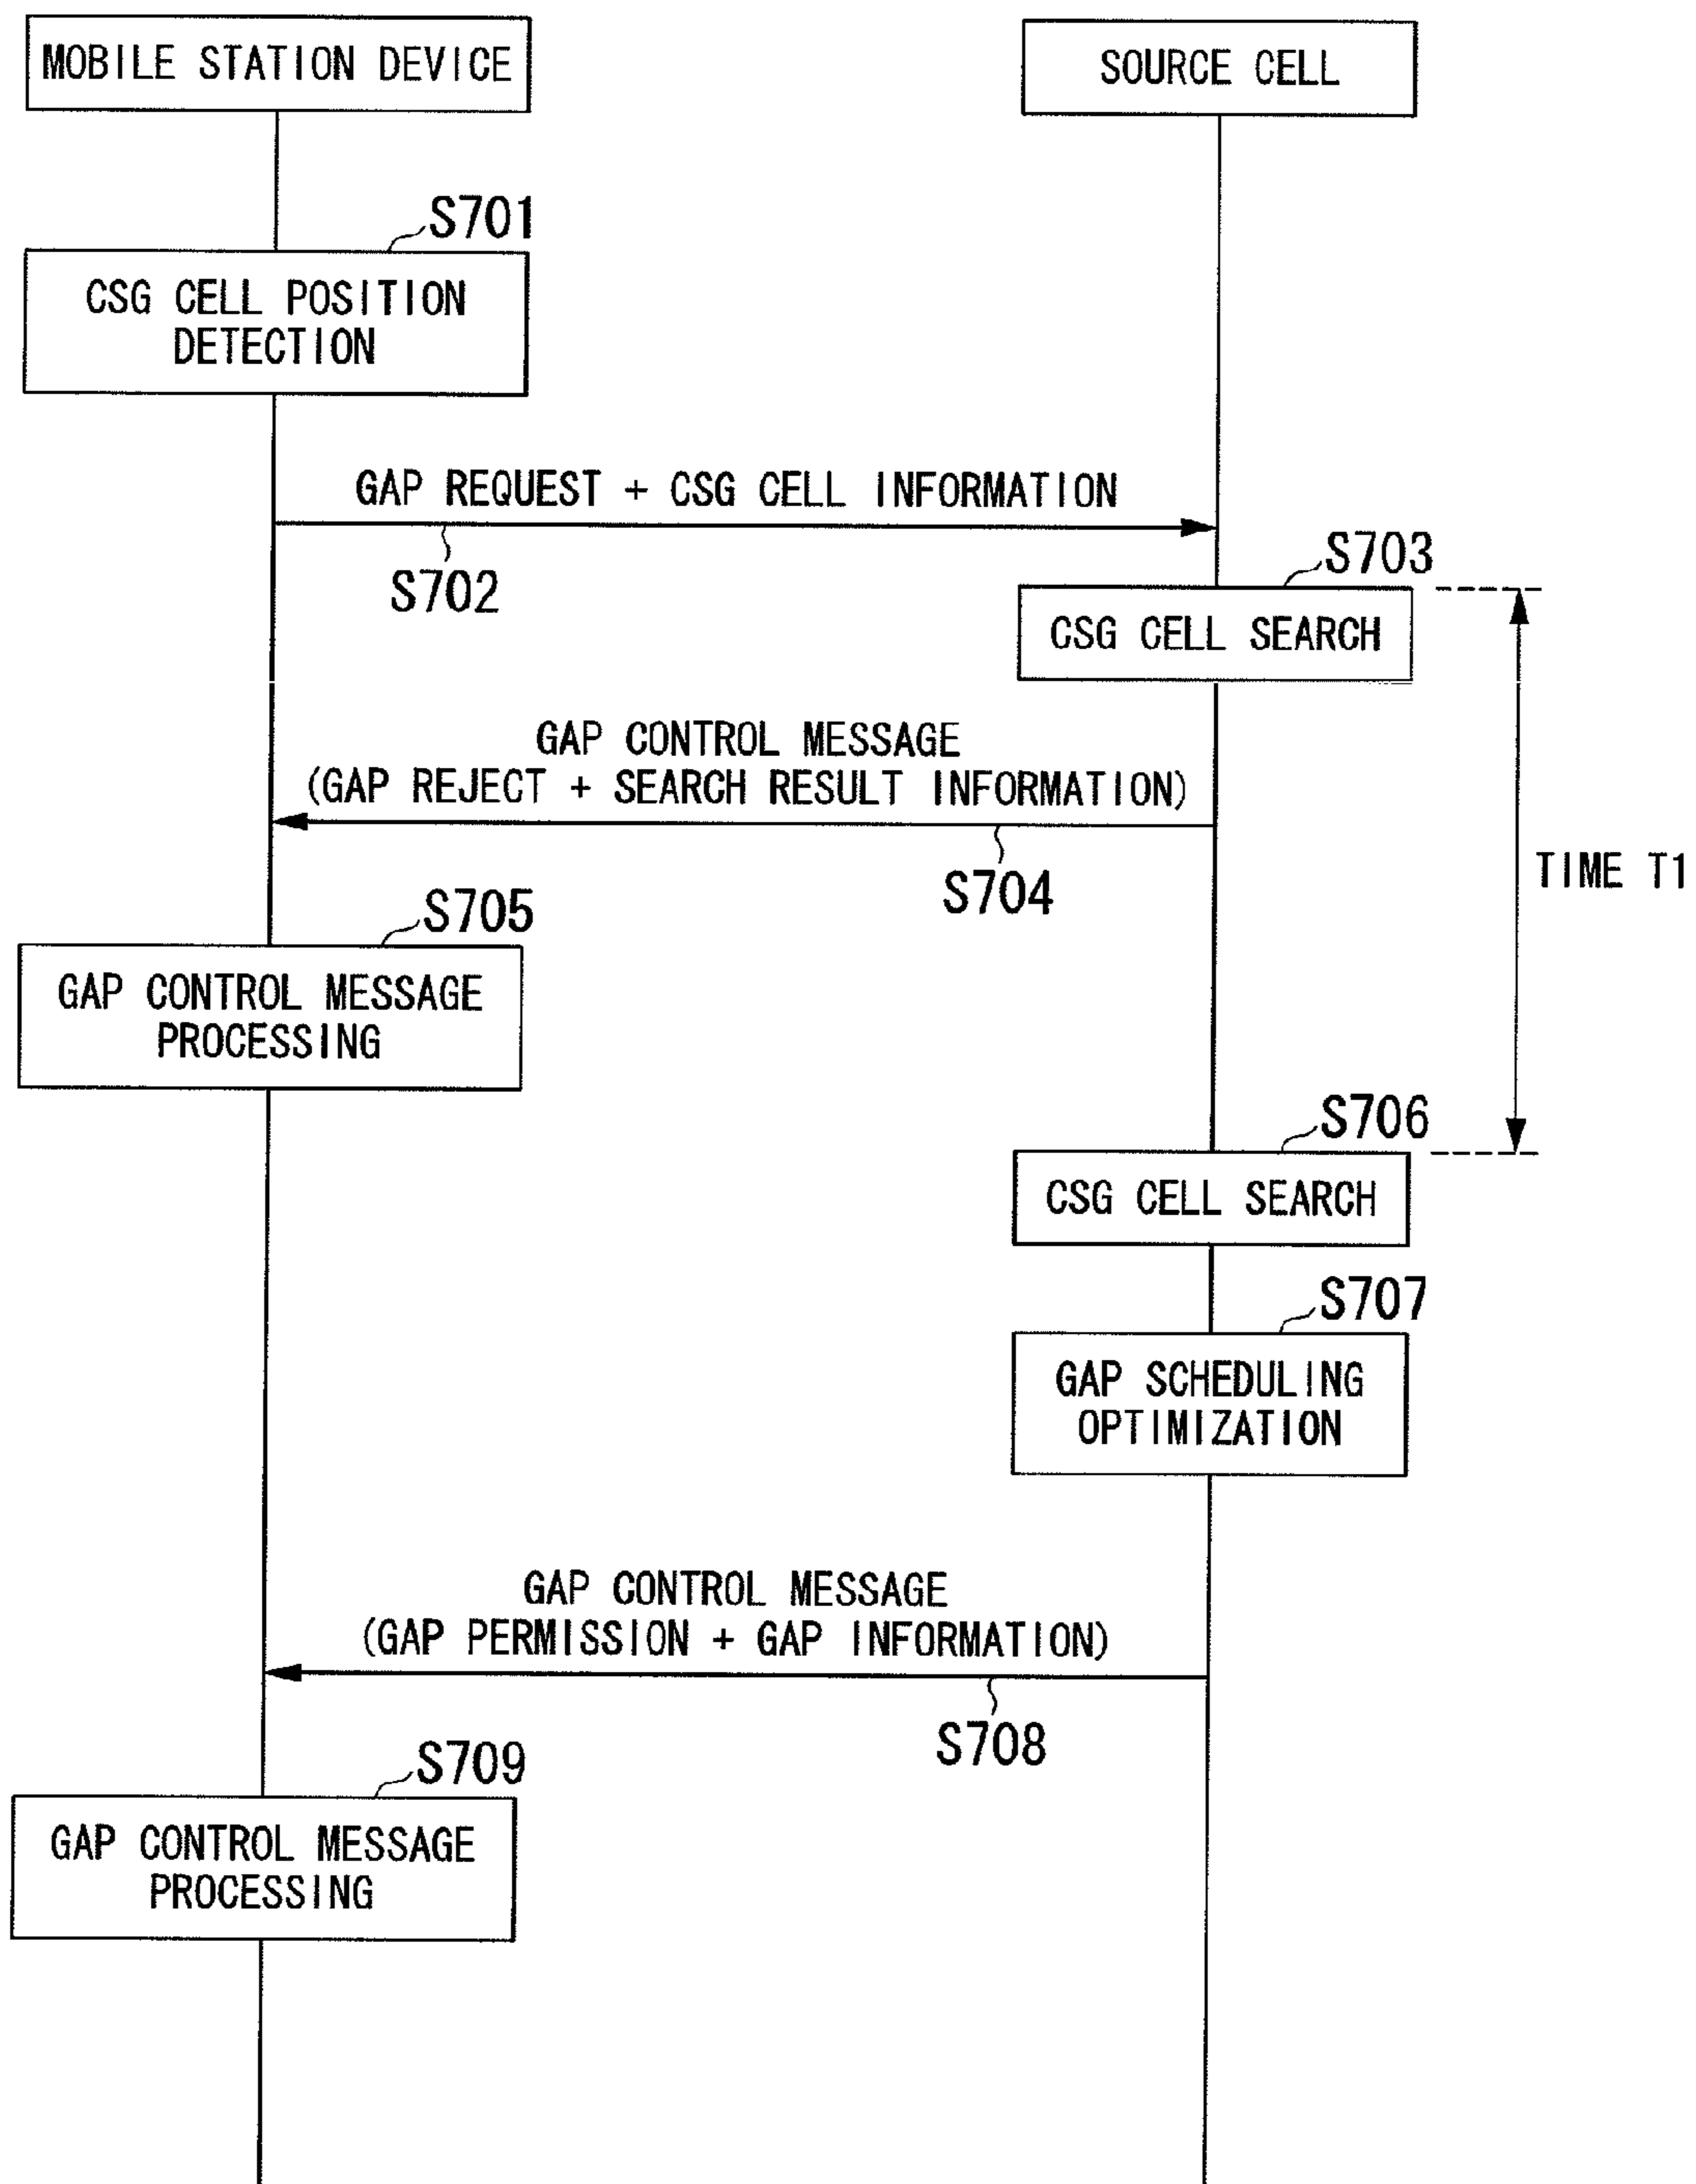 MOBILE STATION DEVICE
SOURCE CELL
S701
CSG CELL POSITION
DETECTION
GAP REQUEST + CSG CELL INFORMATION
S702
S703
CSG CELL SEARCH
GAP CONTROL MESSAGE
(GAP REJECT + SEARCH RESULT INFORMATION)
S704
TIME T1
S705
GAP CONTROL MESSAGE
PROCESSING
S706
CSG CELL SEARCH
S707
GAP SCHEDULING
OPTIMIZATION
GAP CONTROL MESSAGE
(GAP PERMISSION + GAP INFORMATION)
S708
S709
GAP CONTROL MESSAGE
PROCESSING